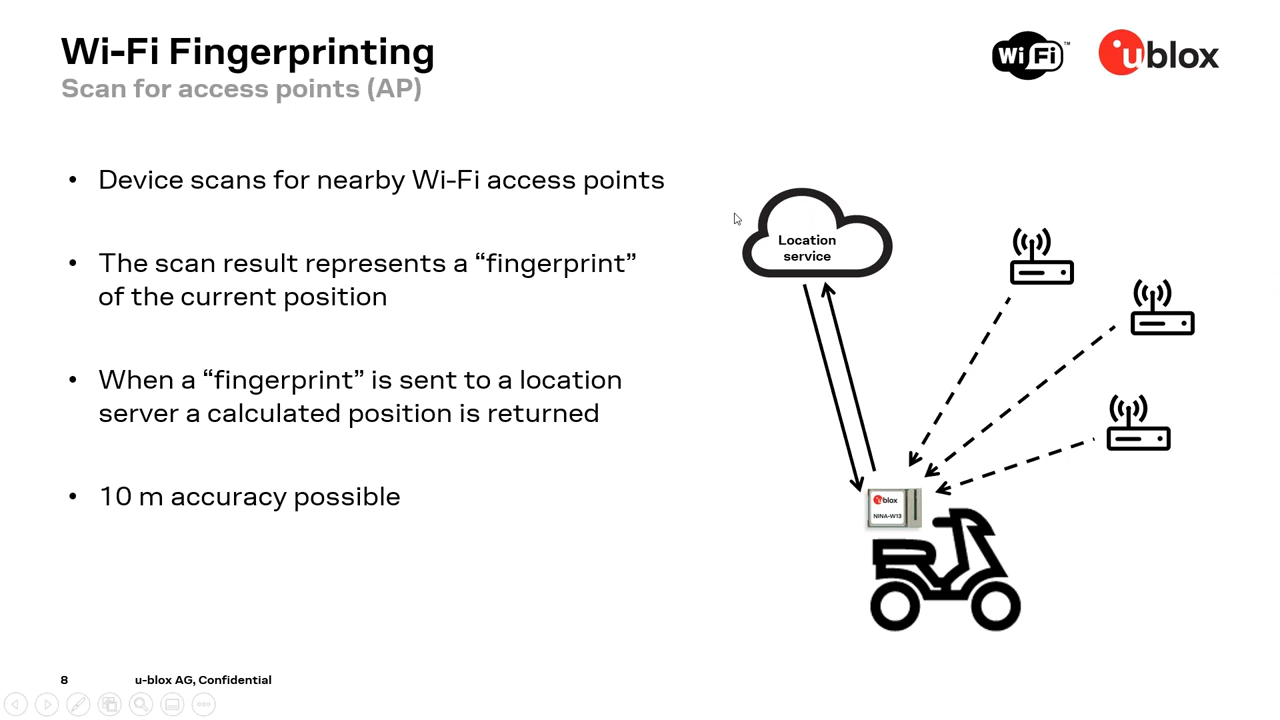 Wi-Fi Fingerprinting
Scan for access points (AP)
WiFi™
ublox
• Device scans for nearby Wi-Fi access points
• The scan result represents a “fingerprint”
of the current position
• When a “fingerprint” is sent to a location
server a calculated position is returned
• 10 m accuracy possible
Location
service
ublox
NINA-W13
8
u-blox AG, Confidential